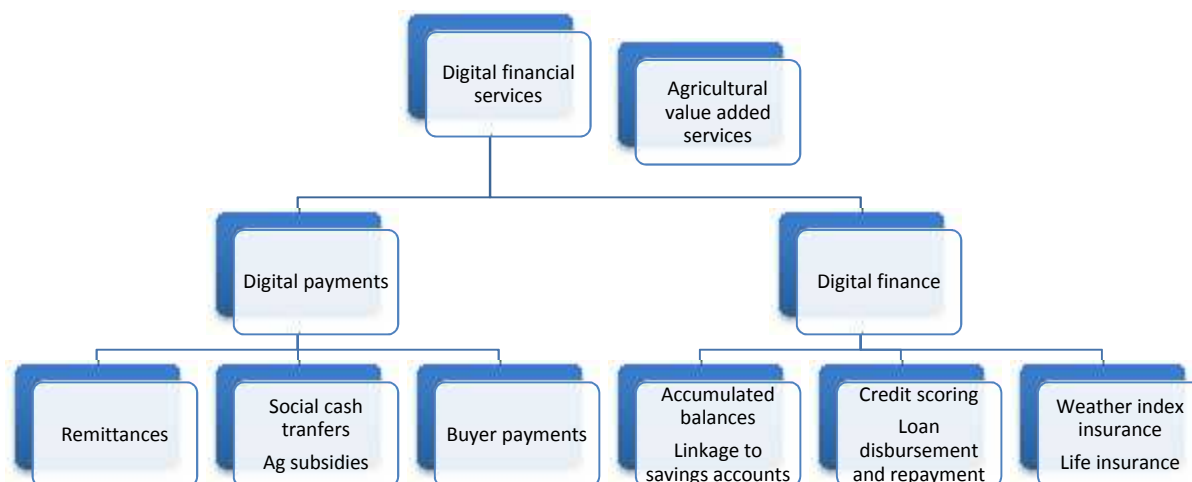 Digital financial
services
Agricultural
value added
services
Digital payments
Digital finance
Remittances
Social cash
tranfers
Ag subsidies
Buyer payments
Accumulated
balances
Linkage to
savings accounts
Credit scoring
Loan
disbursement
and repayment
Weather index
insurance
Life insurance